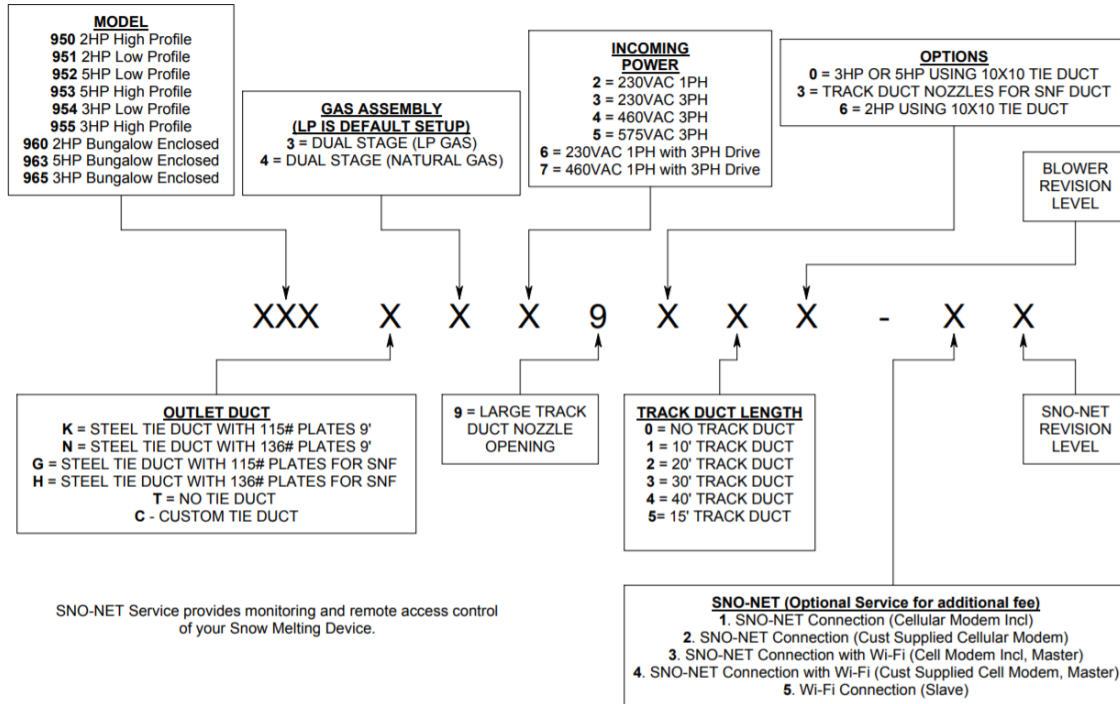 MODEL
950 2HP High Profile
951 2HP Low Profile
952 5HP Low Profile
953 5HP High Profile
954 3HP Low Profile
955 3HP High Profile
960 2HP Bungalow Enclosed
963 5HP Bungalow Enclosed
965 3HP Bungalow Enclosed
GAS ASSEMBLY
(LP IS DEFAULT SETUP)
3 = DUAL STAGE (LP GAS)
4 = DUAL STAGE (NATURAL GAS)
INCOMING
POWER
2 = 230VAC 1PH
3 = 230VAC 3PH
4 = 460VAC 3PH
5 = 575VAC 3PH
6 = 230VAC 1PH with 3PH Drive
7 = 460VAC 1PH with 3PH Drive
OPTIONS
0 = 3HP OR 5HP USING 10X10 TIE DUCT
3 = TRACK DUCT NOZZLES FOR SNF DUCT
6 = 2HP USING 10X10 TIE DUCT
BLOWER
REVISION
LEVEL
XXX X X X 9 X X X - X X
OUTLET DUCT
K = STEEL TIE DUCT WITH 115# PLATES 9'
N = STEEL TIE DUCT WITH 136# PLATES 9'
G = STEEL TIE DUCT WITH 115# PLATES FOR SNF
H = STEEL TIE DUCT WITH 136# PLATES FOR SNF
T = NO TIE DUCT
C - CUSTOM TIE DUCT
9 = LARGE TRACK
DUCT NOZZLE
OPENING
TRACK DUCT LENGTH
0 = NO TRACK DUCT
1 = 10' TRACK DUCT
2 = 20' TRACK DUCT
3 = 30' TRACK DUCT
4 = 40' TRACK DUCT
5= 15' TRACK DUCT
SNO-NET
REVISION
LEVEL
SNO-NET Service provides monitoring and remote access control
of your Snow Melting Device.
SNO-NET (Optional Service for additional fee)
1. SNO-NET Connection (Cellular Modem Incl)
2. SNO-NET Connection (Cust Supplied Cellular Modem)
3. SNO-NET Connection with Wi-Fi (Cell Modem Incl, Master)
4. SNO-NET Connection with Wi-Fi (Cust Supplied Cell Modem, Master)
5. Wi-Fi Connection (Slave)